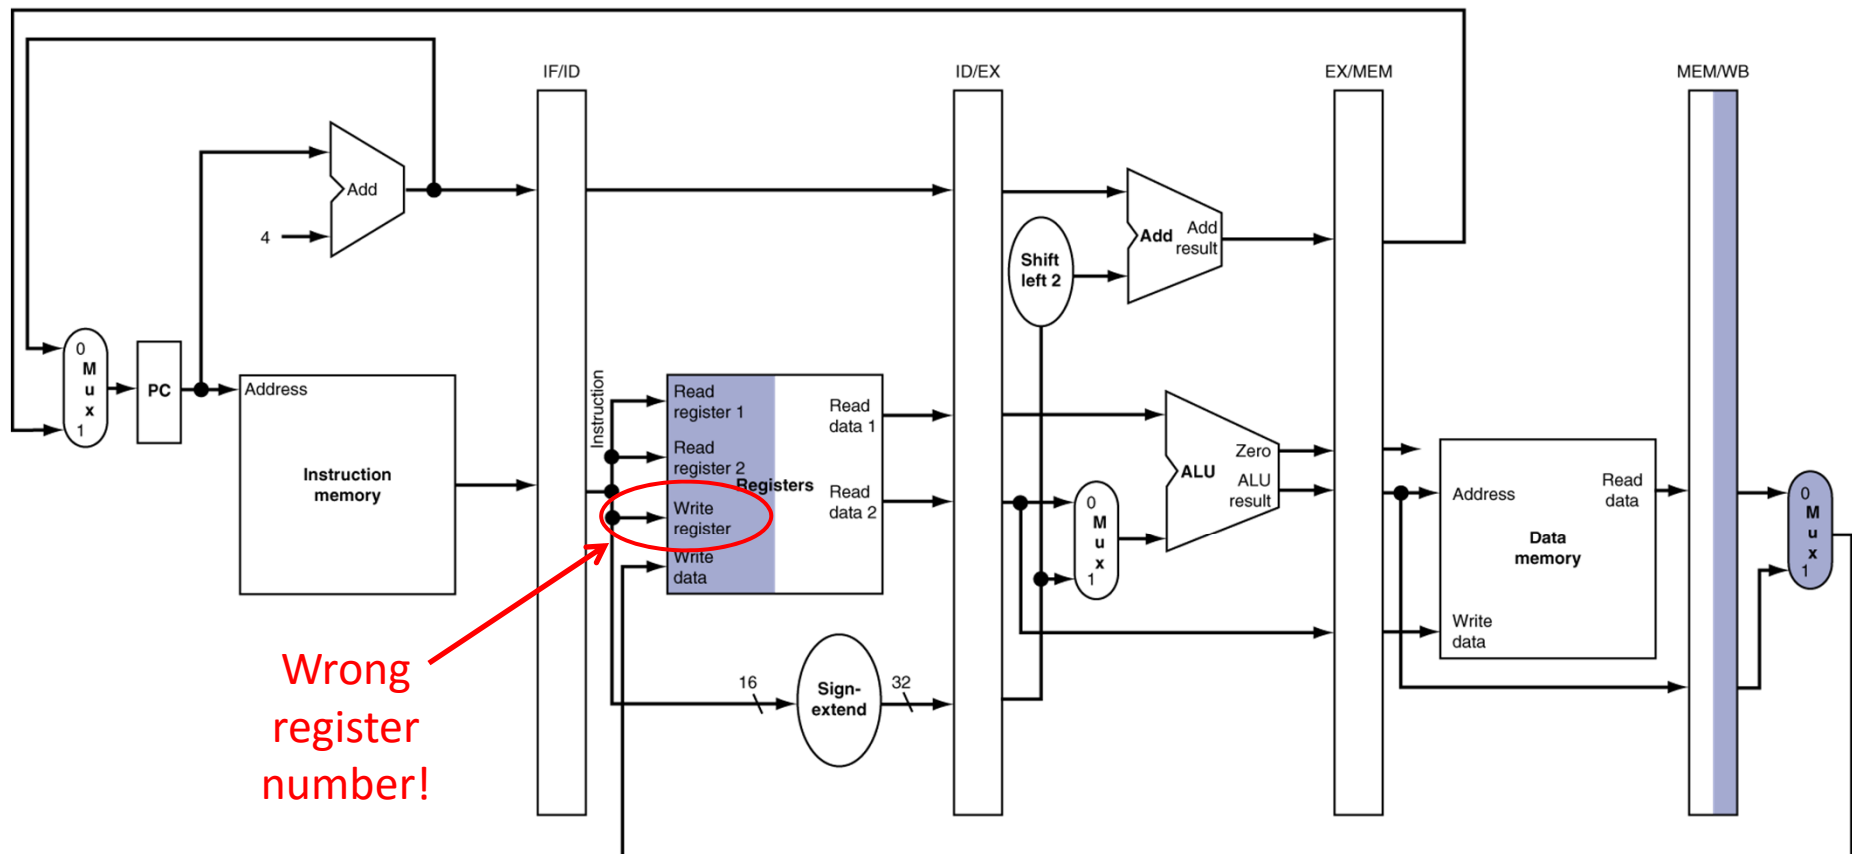 IF/ID
ID/EX
EX/MEM
MEM/WB
Add
4
Add
Add
result
Shift
left 2
0
M
u
x
1
PC
Address
Instruction
memory
Instruction
Read
register 1
Read
register 2
Write
register
Write
data
Registers
Read
data 1
Read
data 2
0
M
u
x
1
Zero
ALU
ALU
result
Address
Read
data
Data
memory
Write
data
0
M
u
x
1
16
Sign-
extend
32
Wrong
register
number!